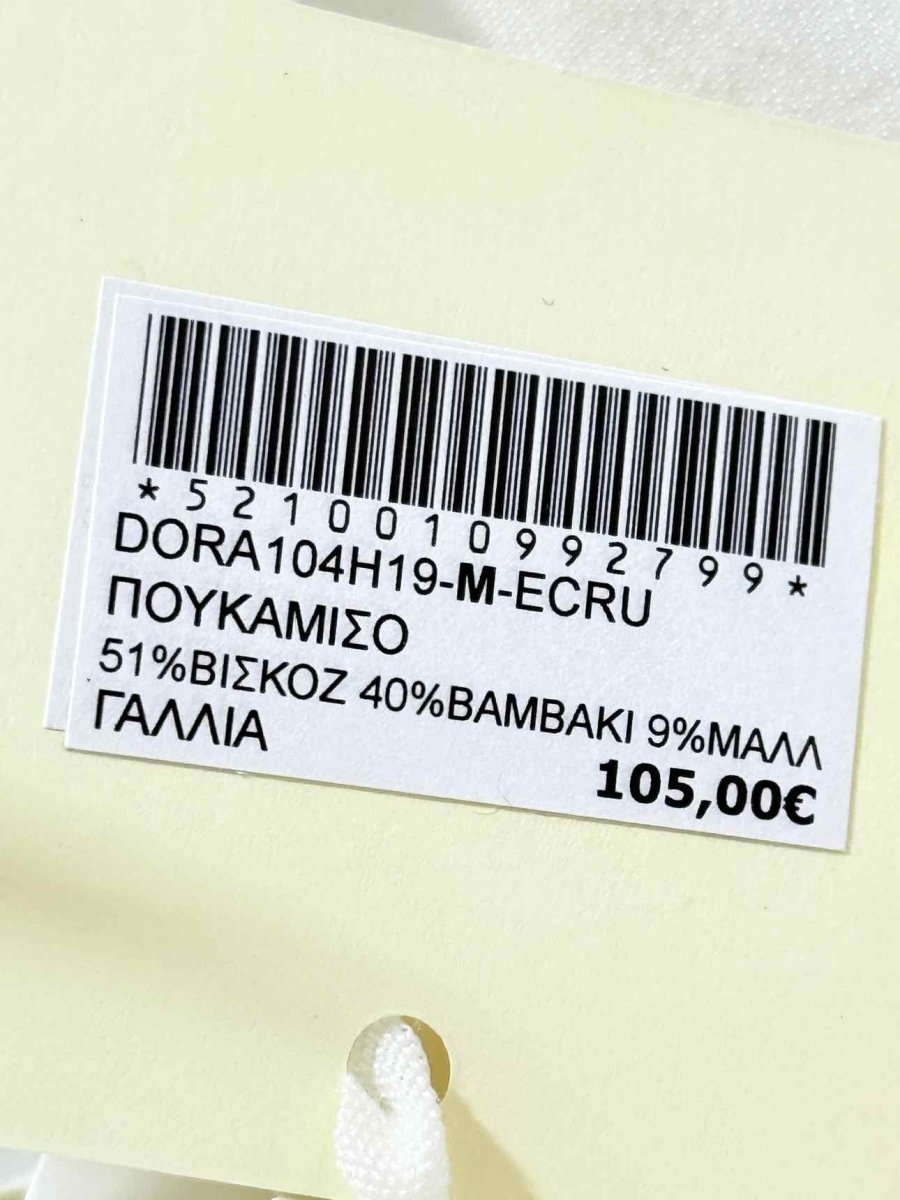 *5210010992799*
DORA104H19-M-ECRU
ΠΟΥΚΑΜΙΣΟ
51%ΒΙΣΚΟΖ 40%ΒΑΜΒΑΚΙ 9%ΜΑΛΛ
ΓΑΛΛΙΑ
105,00€